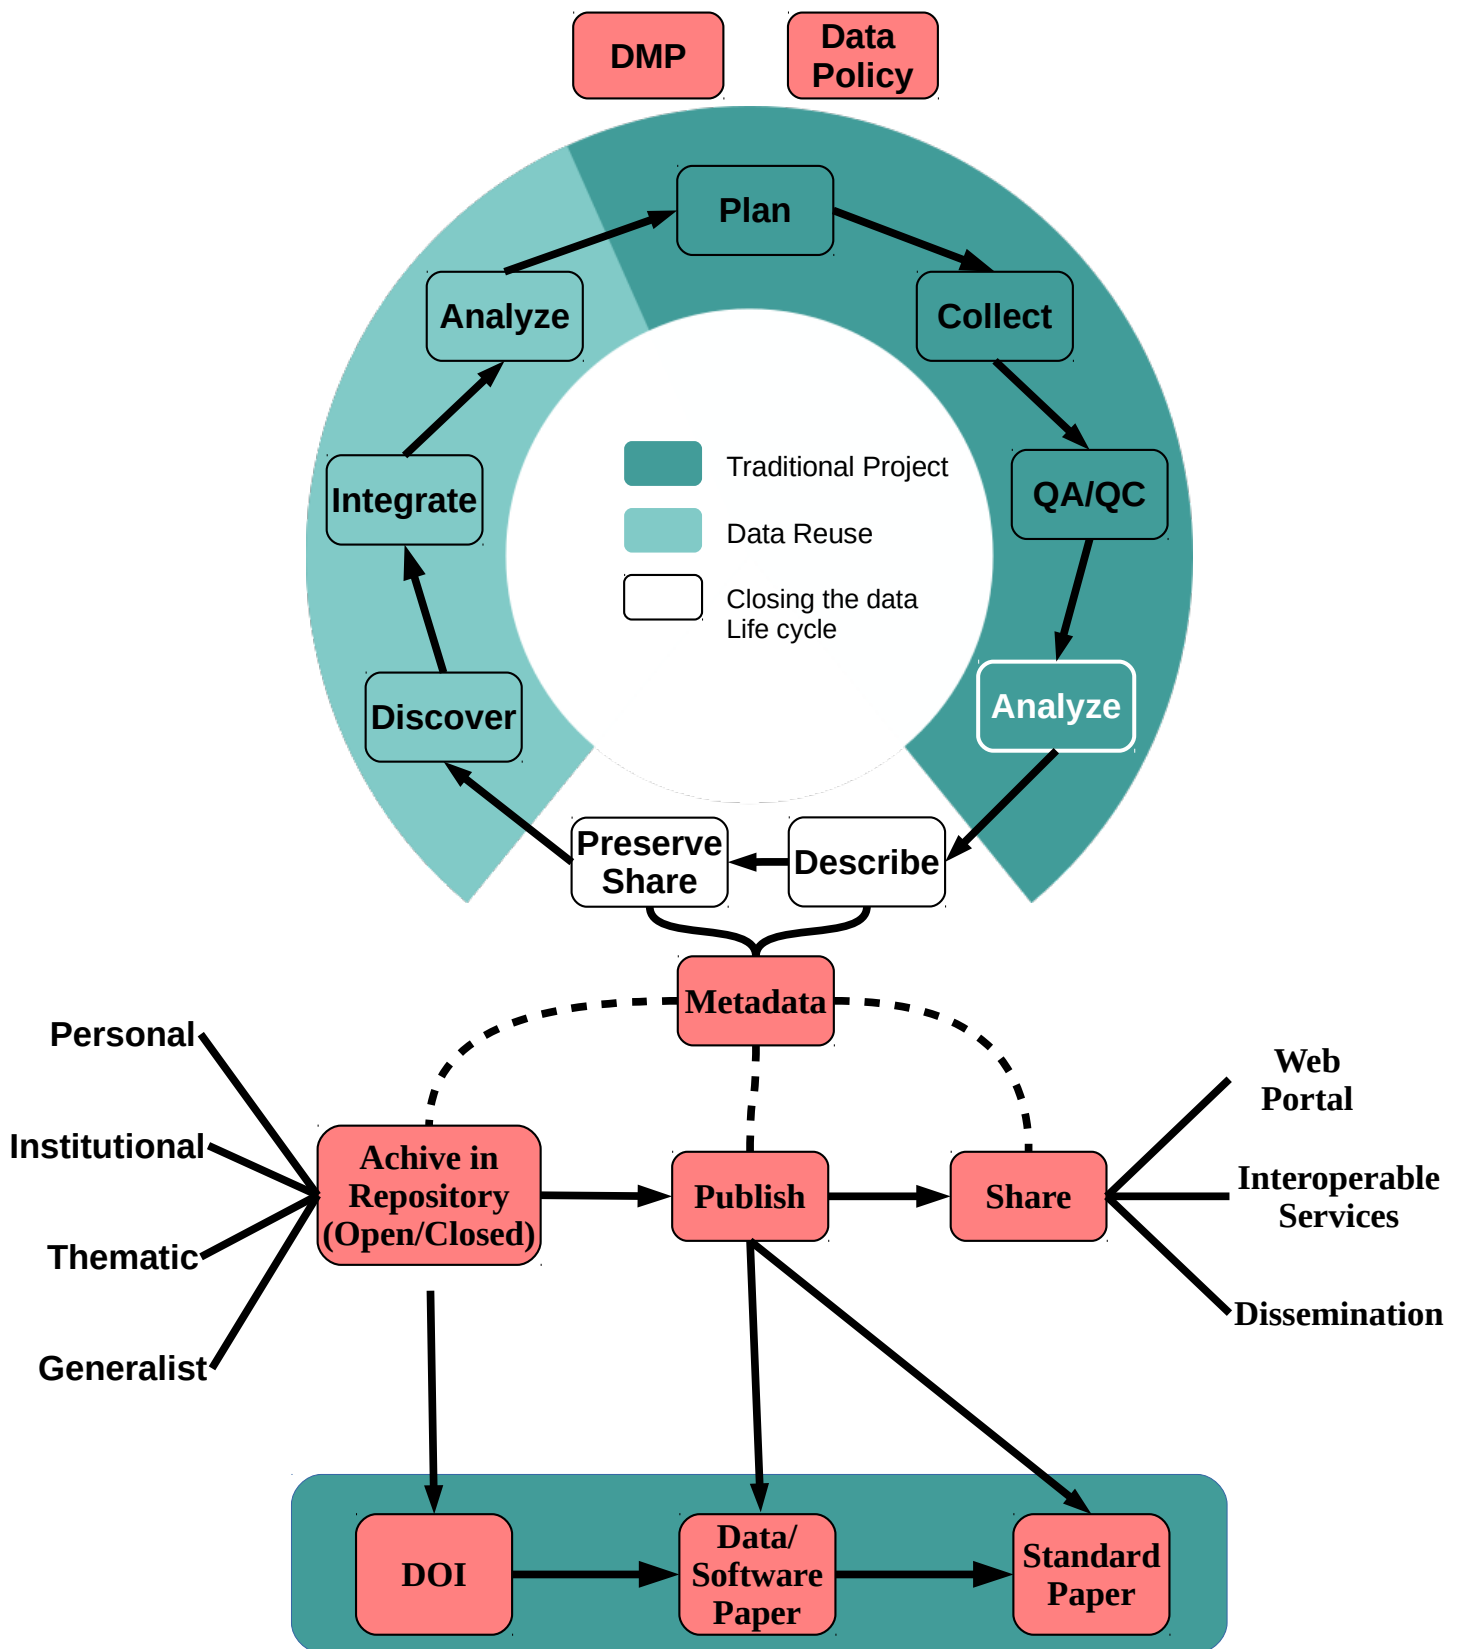 DMP
Data
Policy
Plan
Analyze
Collect
Integrate
QA/QC
Traditional Project
Data Reuse
Closing the data
Life cycle
Discover
Analyze
Preserve
Share
Describe
Metadata
Personal
Institutional
Thematic
Generalist
Achive in
Repository
(Open/Closed)
Publish
Share
Web
Portal
Interoperable
Services
Dissemination
DOI
Data/
Software
Paper
Standard
Paper